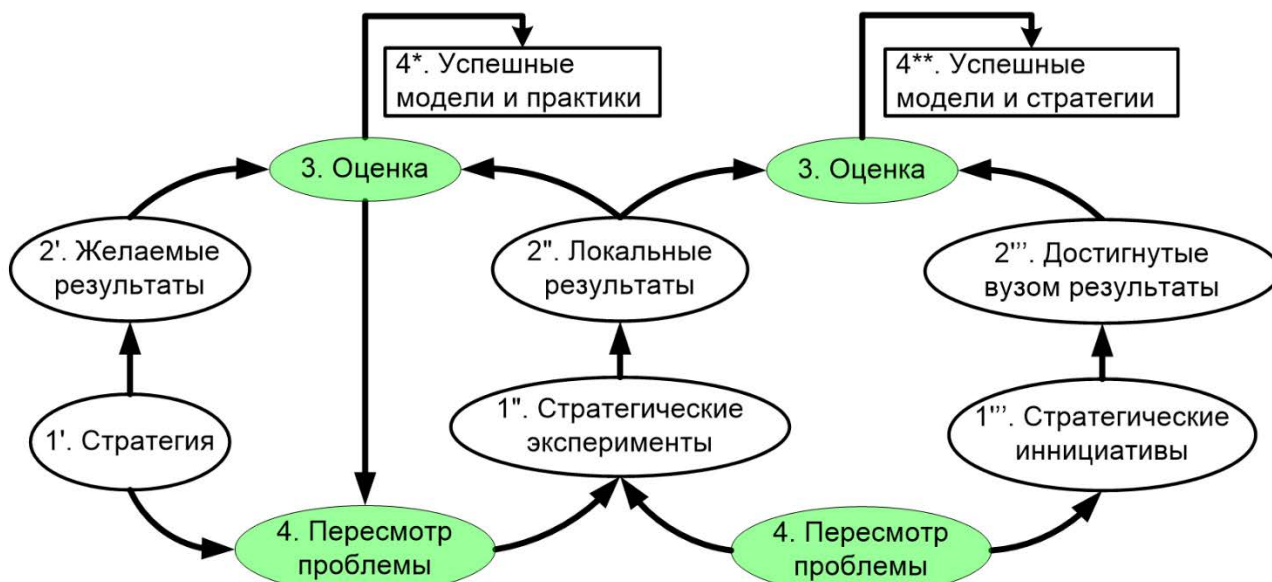 4*. Успешные
модели и практики
4**. Успешные
модели и стратегии
3. Оценка
3. Оценка
2'. Желаемые
результаты
2". Локальные
результаты
2'''. Достигнутые
вузом результаты
1'. Стратегия
1". Стратегические
эксперименты
1'''. Стратегические
иннициативы
4. Пересмотр
проблемы
4. Пересмотр
проблемы